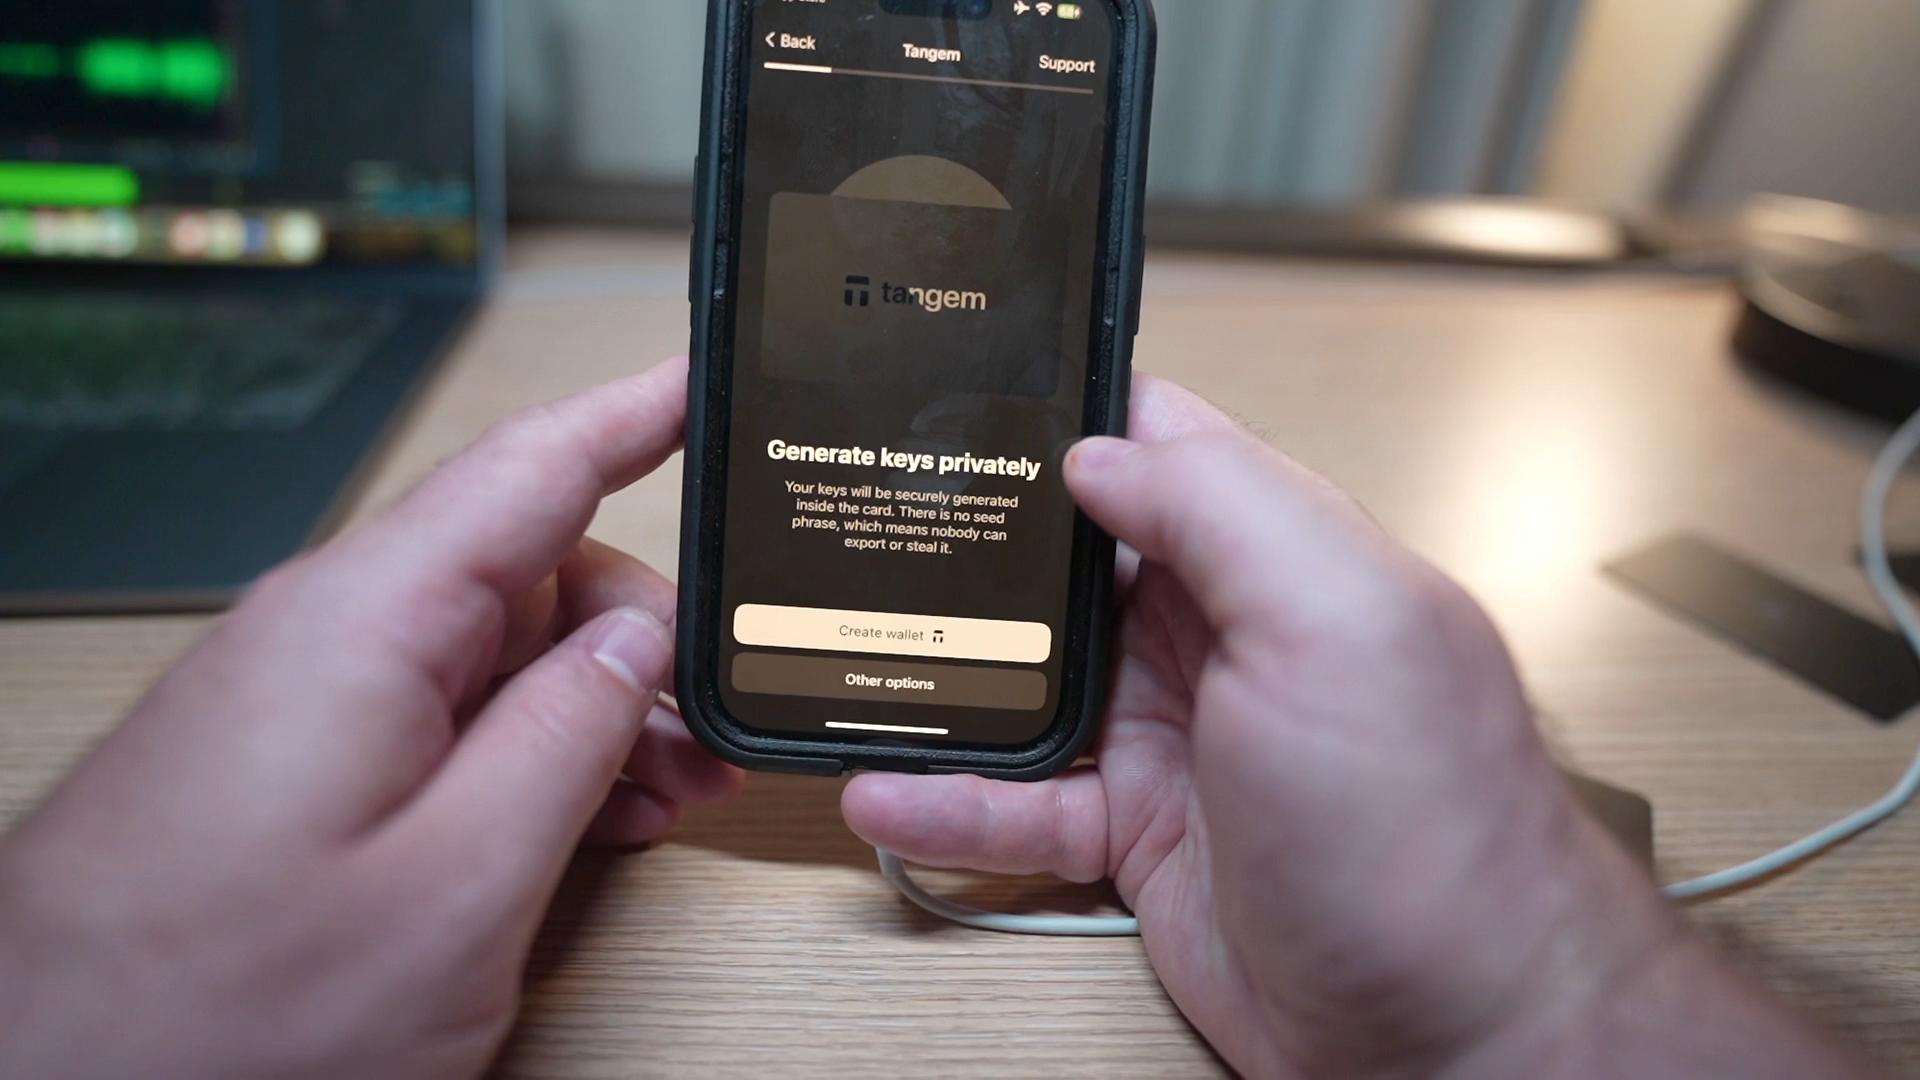 Back
Tangem
Support
tangem
Generate keys privately
Your keys will be securely generated
inside the card. There is no seed
phrase, which means nobody can
export or steal it.
Create wallet
Other options